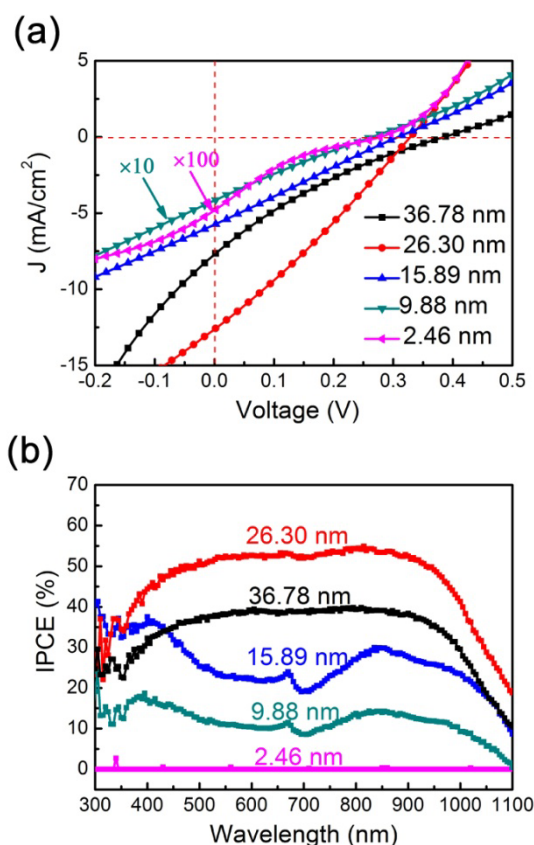 (a)
5
0
-5
-10
-15
J (mA/cm²)
×10
×100
36.78 nm
26.30 nm
15.89 nm
9.88 nm
2.46 nm
-0.2 -0.1 0.0 0.1 0.2 0.3 0.4 0.5
Voltage (V)
(b)
70
60
50
40
30
20
10
0
IPCE (%)
26.30 nm
36.78 nm
15.89 nm
9.88 nm
2.46 nm
300 400 500 600 700 800 900 1000 1100
Wavelength (nm)